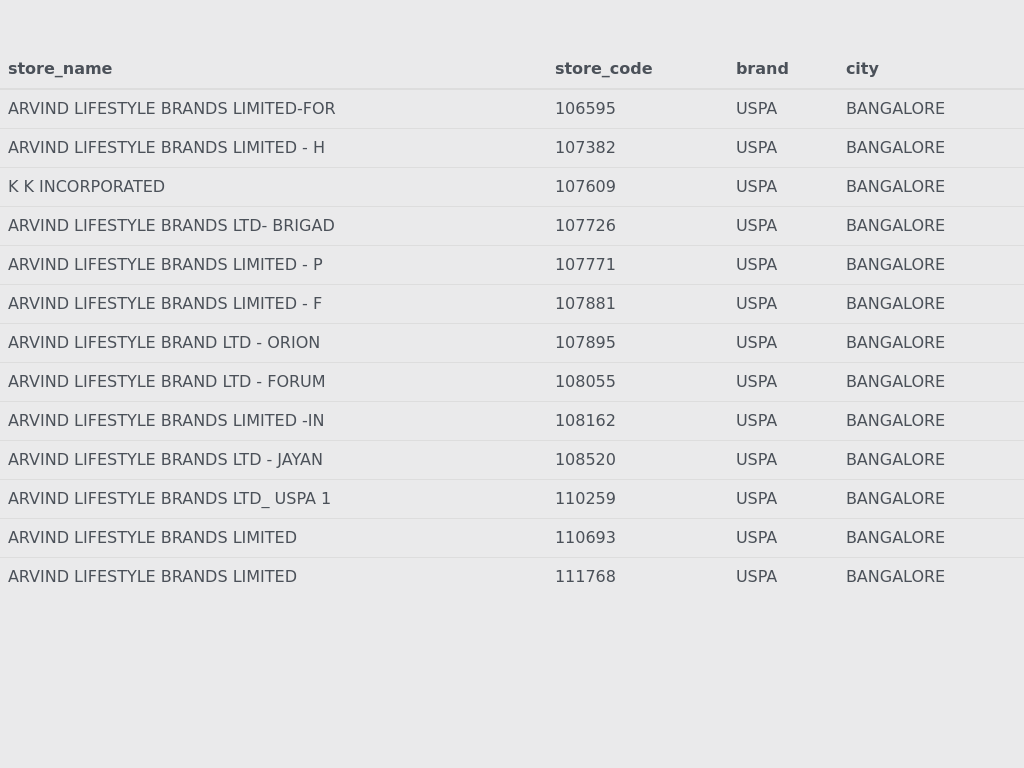 store_name store_code brand city
ARVIND LIFESTYLE BRANDS LIMITED-FOR 106595 USPA BANGALORE
ARVIND LIFESTYLE BRANDS LIMITED - H 107382 USPA BANGALORE
K K INCORPORATED 107609 USPA BANGALORE
ARVIND LIFESTYLE BRANDS LTD- BRIGAD 107726 USPA BANGALORE
ARVIND LIFESTYLE BRANDS LIMITED - P 107771 USPA BANGALORE
ARVIND LIFESTYLE BRANDS LIMITED - F 107881 USPA BANGALORE
ARVIND LIFESTYLE BRAND LTD - ORION 107895 USPA BANGALORE
ARVIND LIFESTYLE BRAND LTD - FORUM 108055 USPA BANGALORE
ARVIND LIFESTYLE BRANDS LIMITED -IN 108162 USPA BANGALORE
ARVIND LIFESTYLE BRANDS LTD - JAYAN 108520 USPA BANGALORE
ARVIND LIFESTYLE BRANDS LTD_ USPA 1 110259 USPA BANGALORE
ARVIND LIFESTYLE BRANDS LIMITED 110693 USPA BANGALORE
ARVIND LIFESTYLE BRANDS LIMITED 111768 USPA BANGALORE